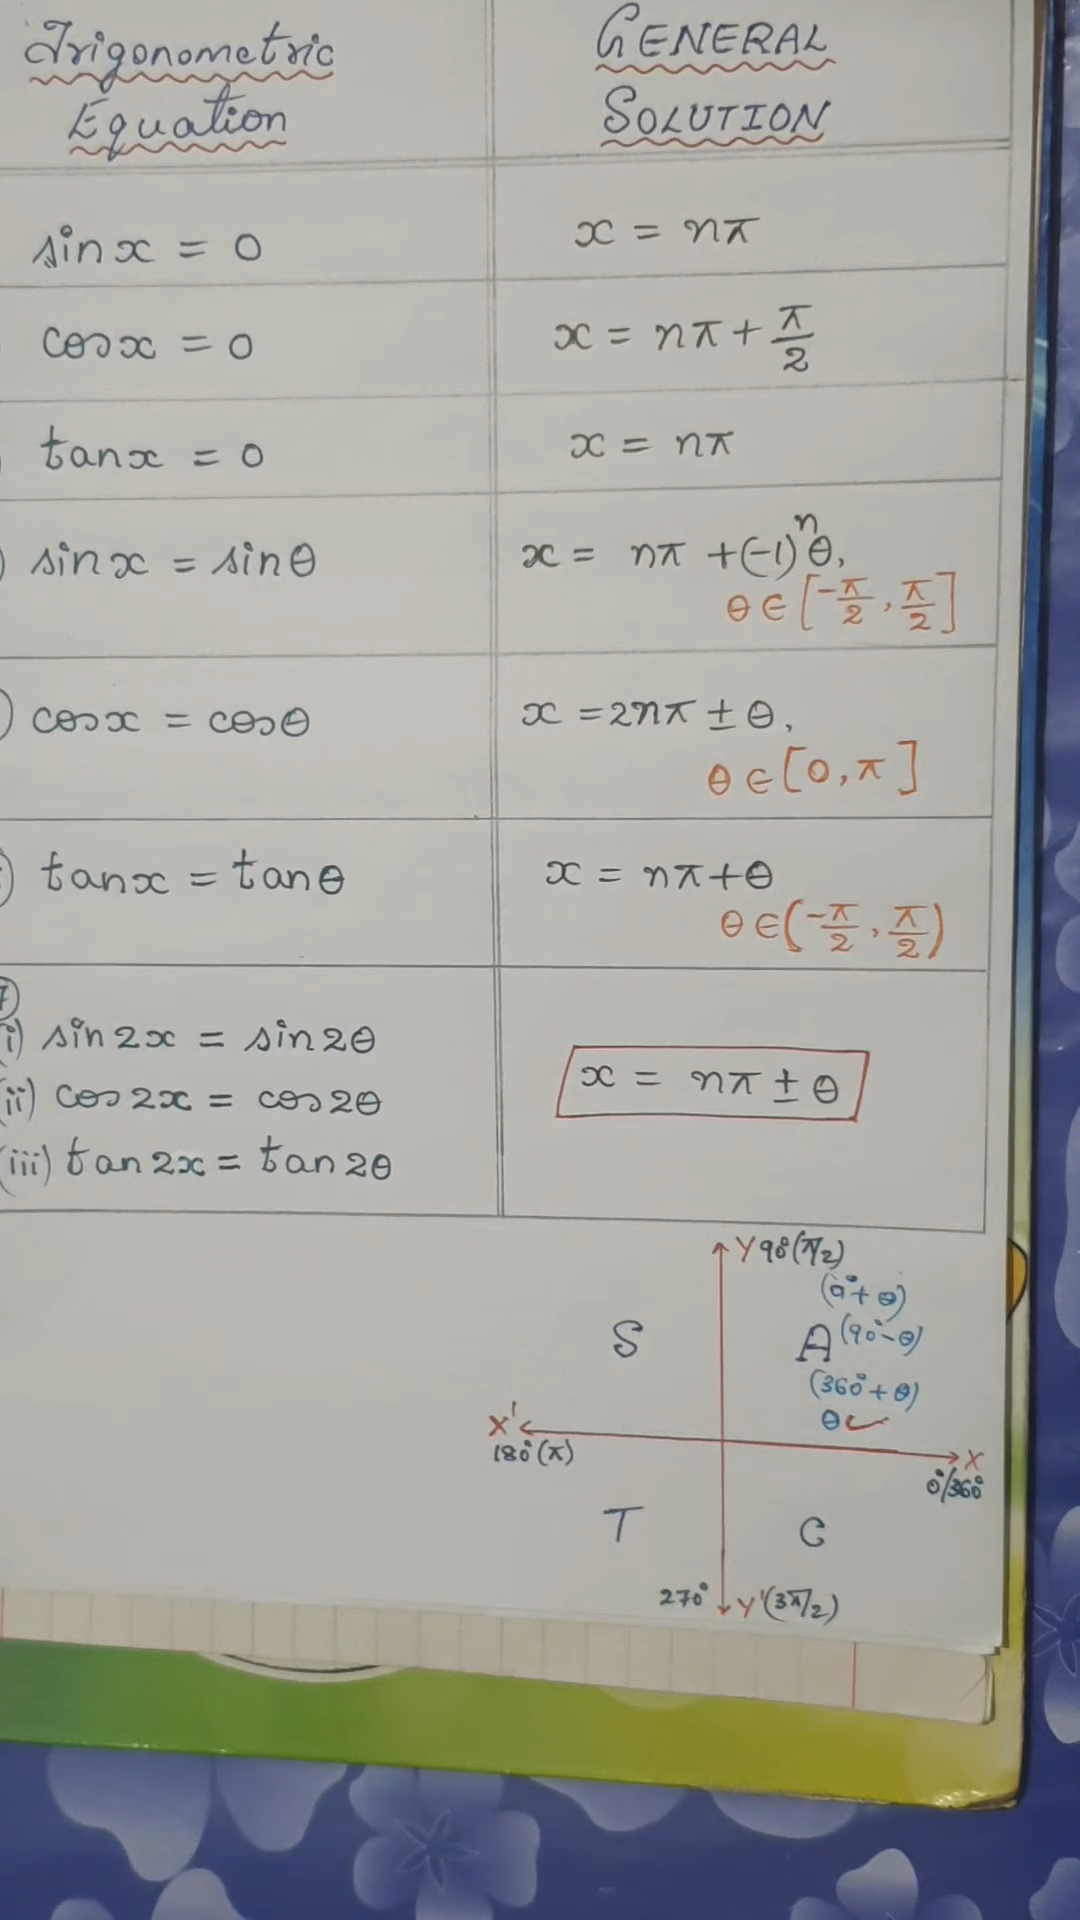 Trigonometric Equation
GENERAL SOLUTION
sin x = 0
x = nπ
cos x = 0
x = nπ + π/2
tan x = 0
x = nπ
) sin x = sin θ
x = nπ + (-1)ⁿ θ,
θ ∈ [-π/2, π/2]
) cos x = cos θ
x = 2nπ ± θ,
θ ∈ [0, π]
) tan x = tan θ
x = nπ + θ
θ ∈ (-π/2, π/2)
7
(i) sin 2x = sin 2θ
(ii) cos 2x = cos 2θ
(iii) tan 2x = tan 2θ
x = nπ ± θ
Y 90° (π/2)
(0° + θ)
S
A (90° - θ)
(360° + θ)
θ
X'
180° (π)
X
0°/360°
T
C
270°
Y' (3π/2)